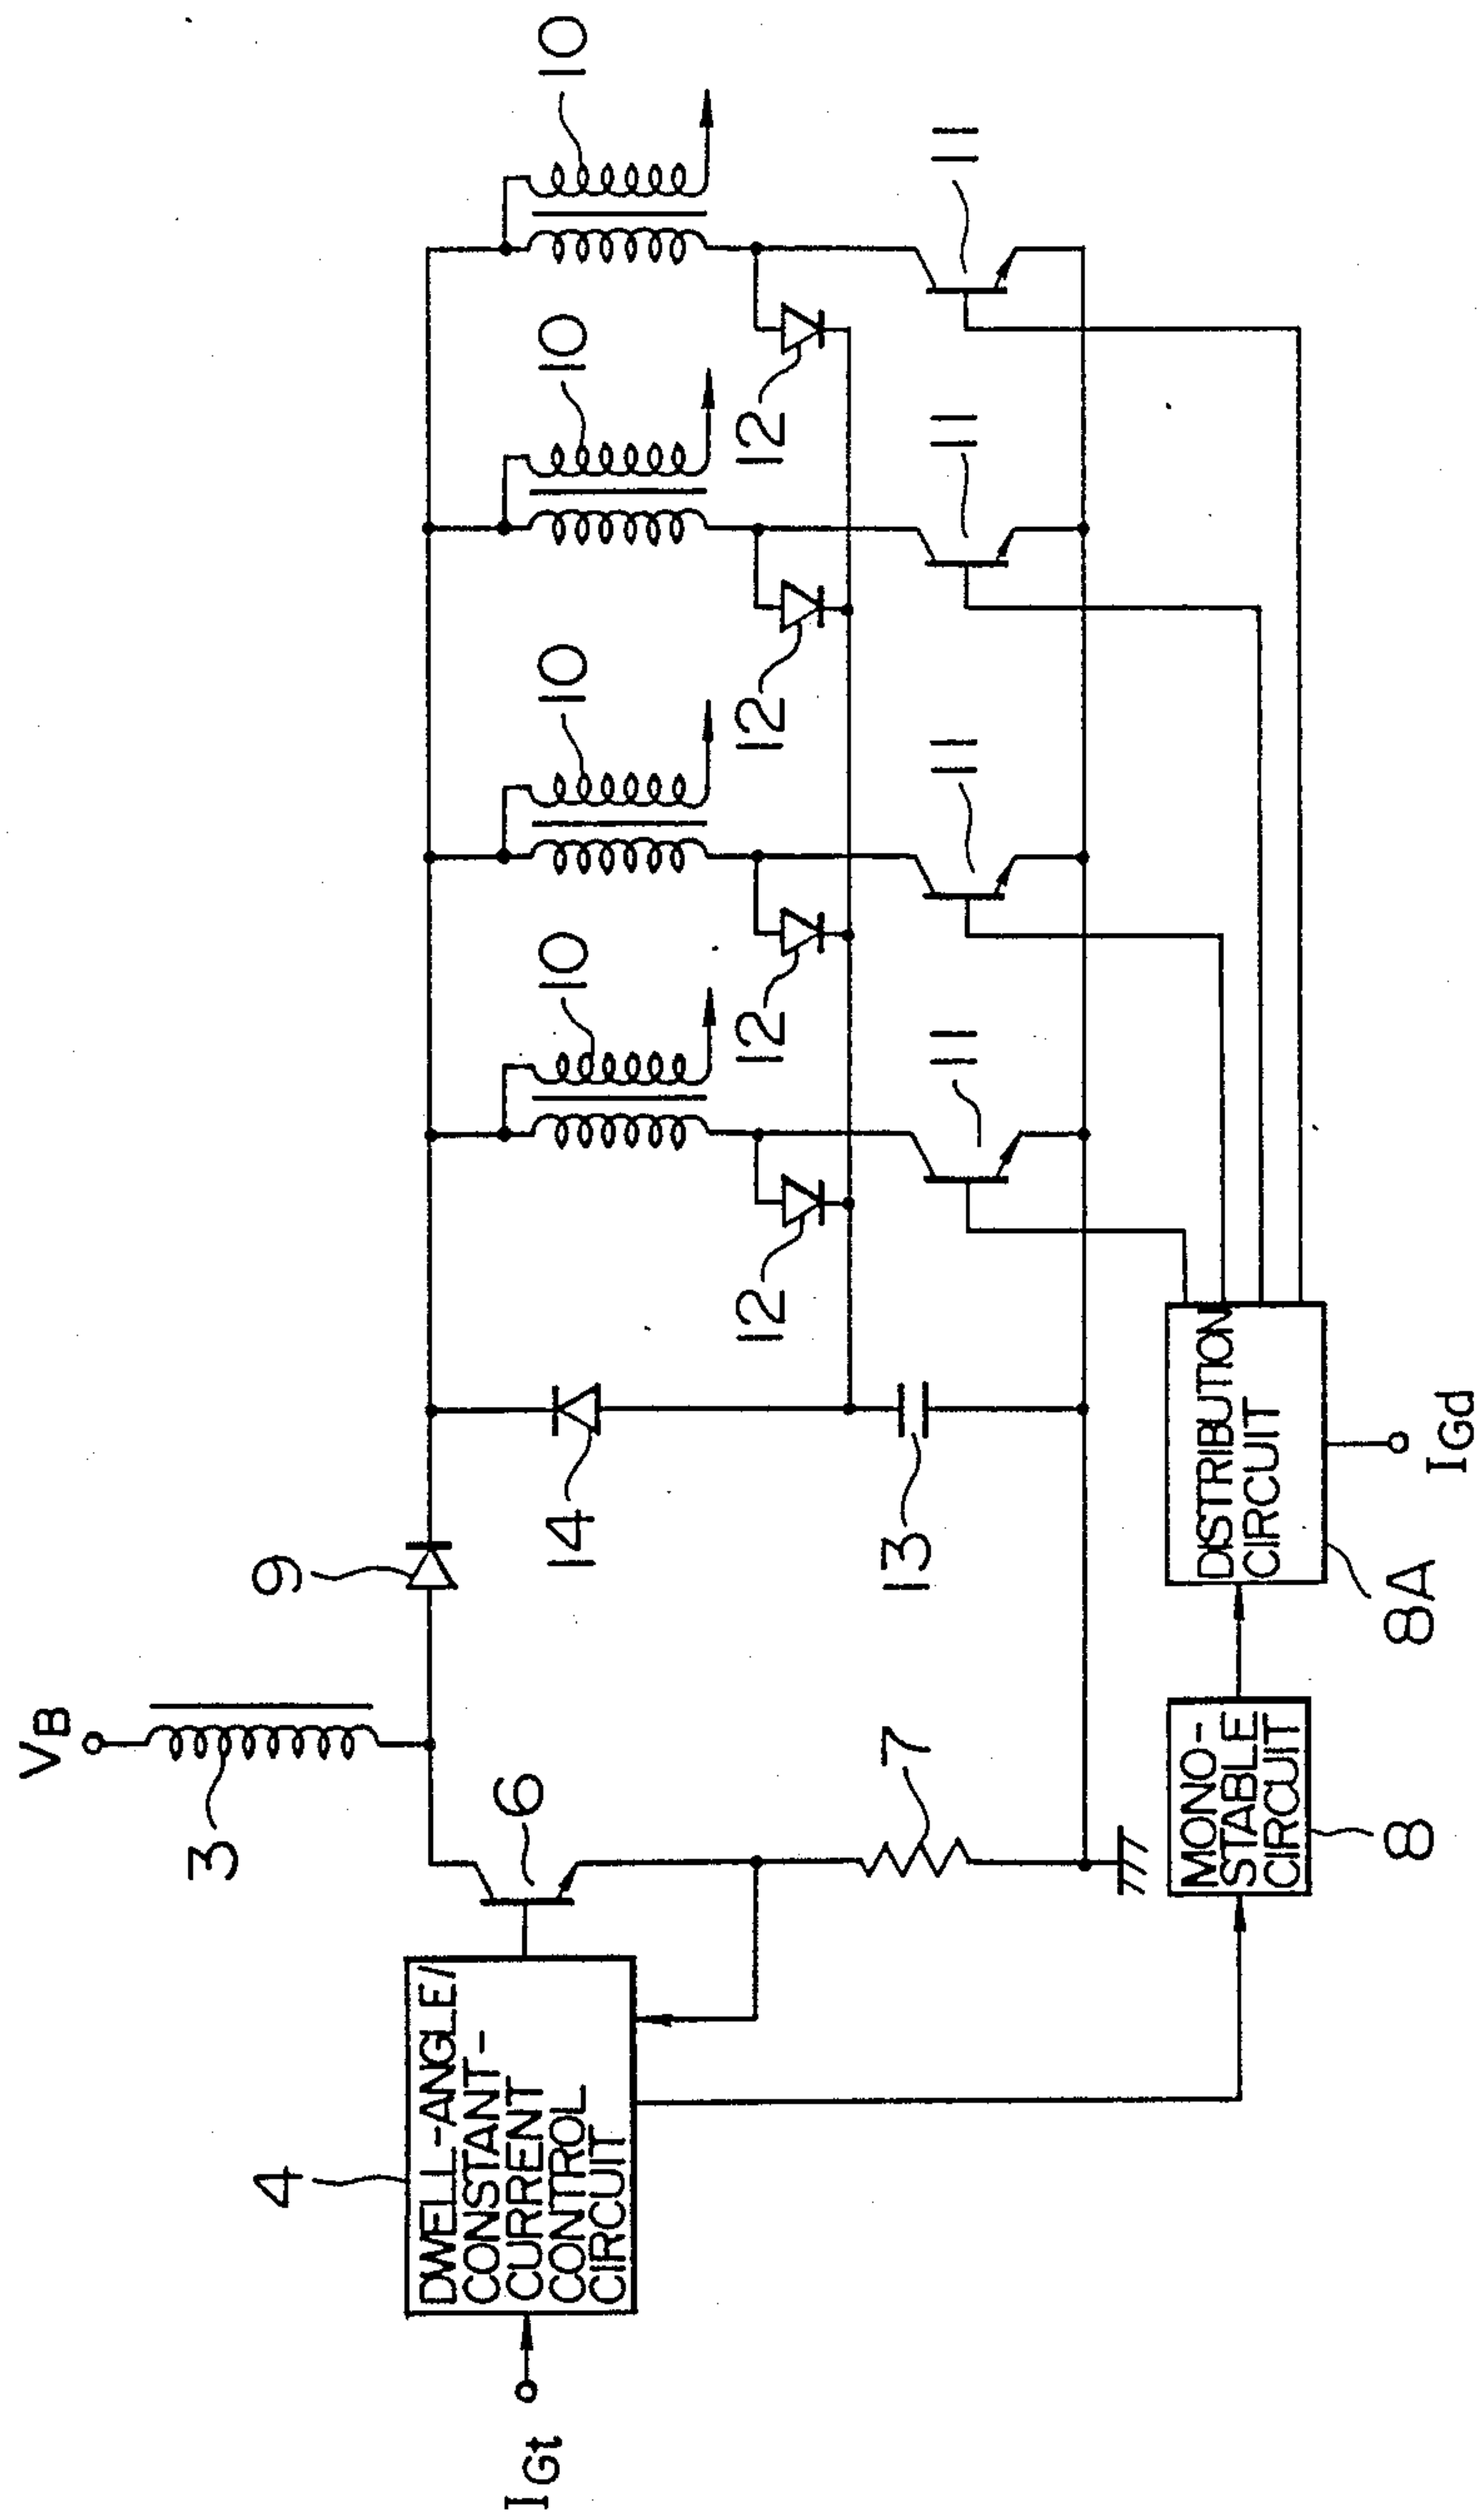 VB
3
9
10
10
10
10
6
14
12
12
12
12
4
DWELL-ANGLE/
CONSTANT-
CURRENT
CONTROL
CIRCUIT
IGt
7
13
11
11
11
11
MONO-
STABLE
CIRCUIT
8
DISTRIBUTION
CIRCUIT
8A
IGd